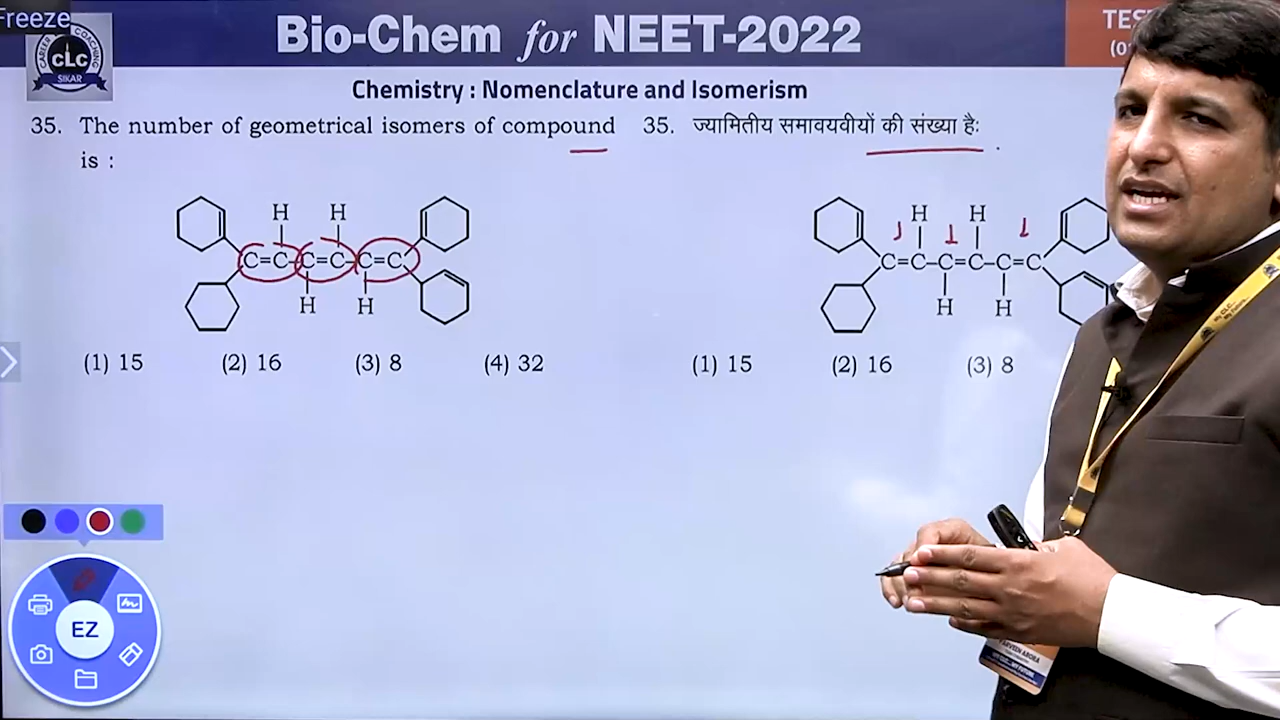 Freeze
CAREER COACHING
CLC
SIKAR
Bio-Chem for NEET-2022
Chemistry : Nomenclature and Isomerism
35. The number of geometrical isomers of compound
is :
H H
C=C–C=C–C=C
H H
(1) 15 (2) 16 (3) 8 (4) 32
35. ज्यामितीय समावयवीयों की संख्या है:
H H
C=C–C=C–C=C
H H
(1) 15 (2) 16 (3) 8
EZ